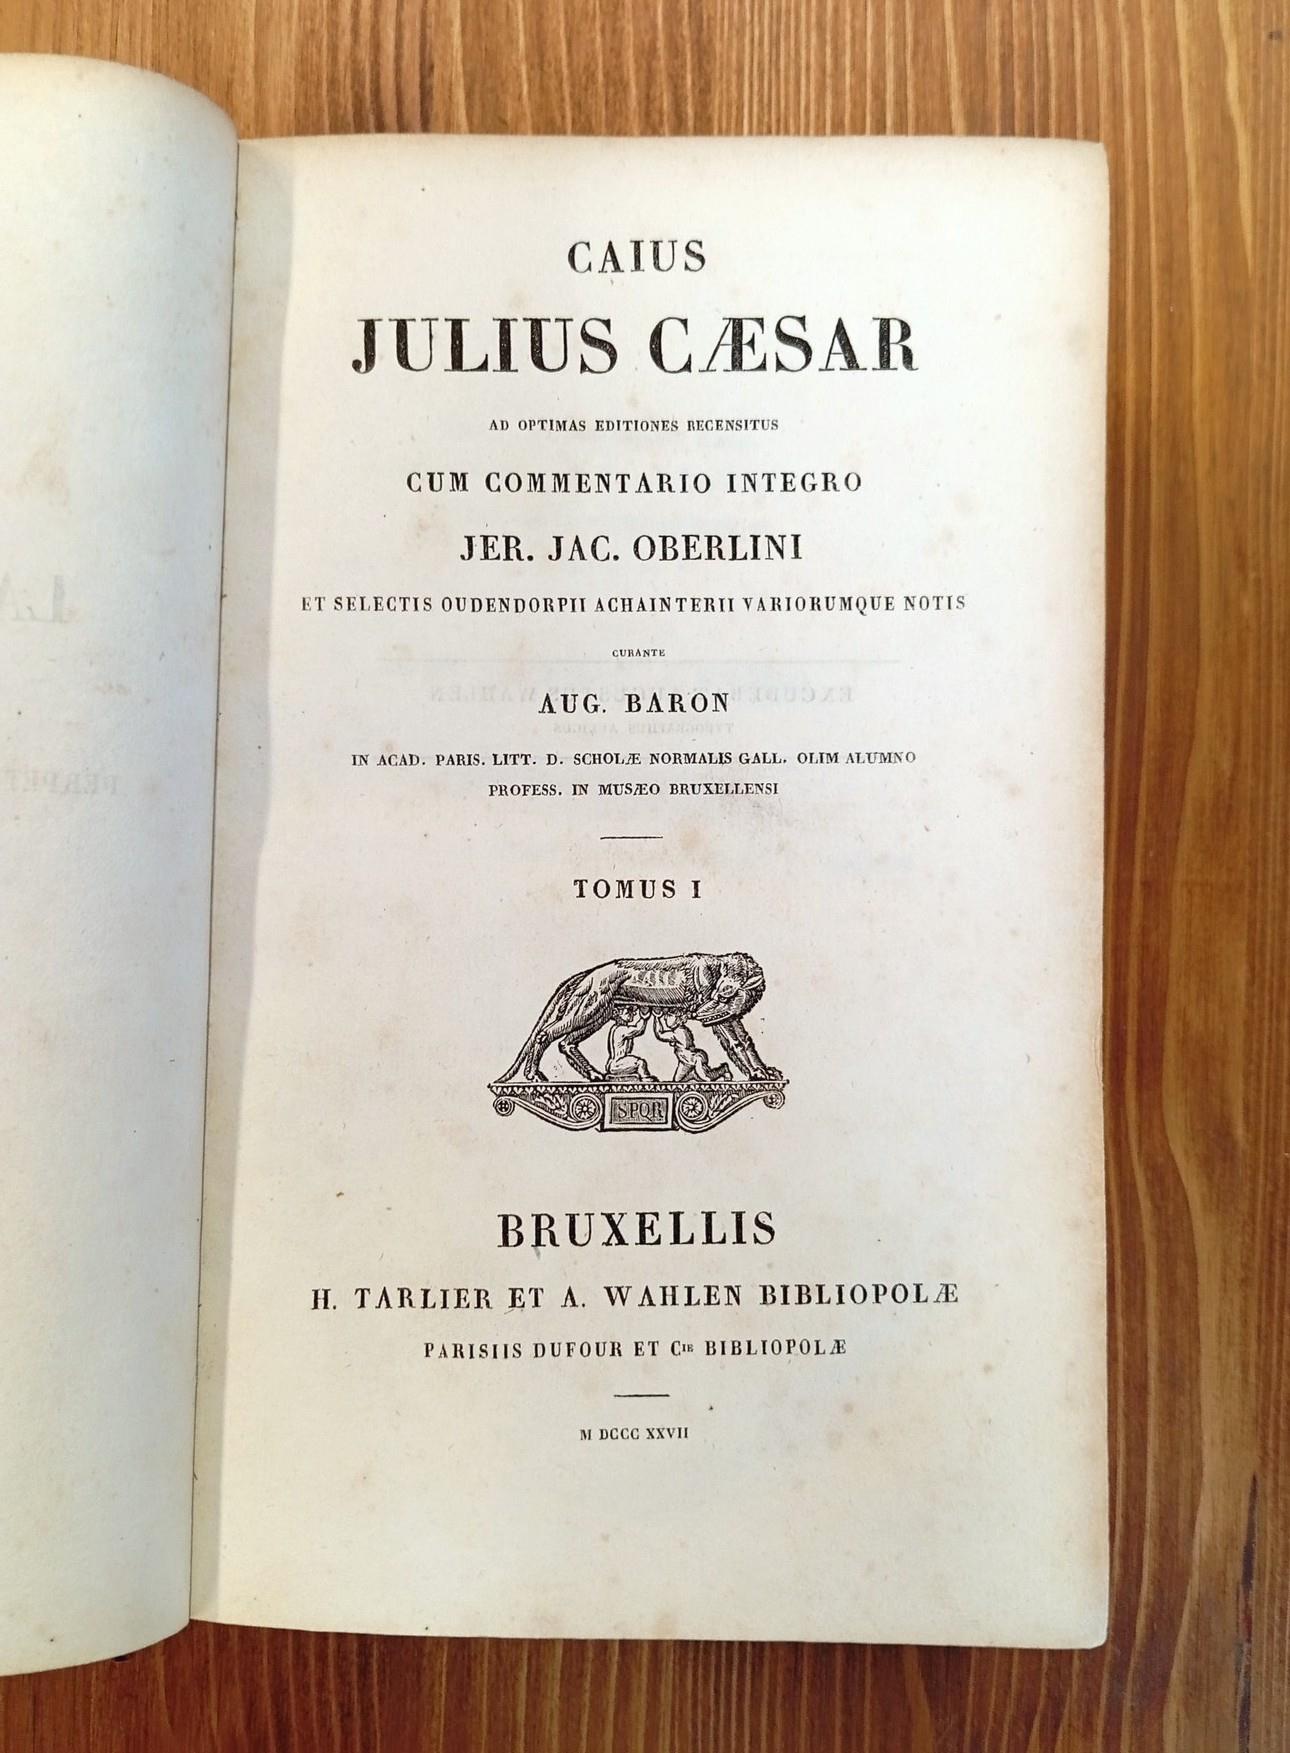 CAIUS
JULIUS CÆSAR
AD OPTIMAS EDITIONES RECENSITUS
CUM COMMENTARIO INTEGRO
JER. JAC. OBERLINI
ET SELECTIS OUDENDORPII ACHAINTERII VARIORUMQUE NOTIS
CURANTE
AUG. BARON
IN ACAD. PARIS. LITT. D. SCHOLÆ NORMALIS GALL. OLIM ALUMNO
PROFESS. IN MUSÆO BRUXELLENSI
TOMUS I
SPQR
BRUXELLIS
H. TARLIER ET A. WAHLEN BIBLIOPOLÆ
PARISIIS DUFOUR ET Cie BIBLIOPOLÆ
M DCCC XXVII